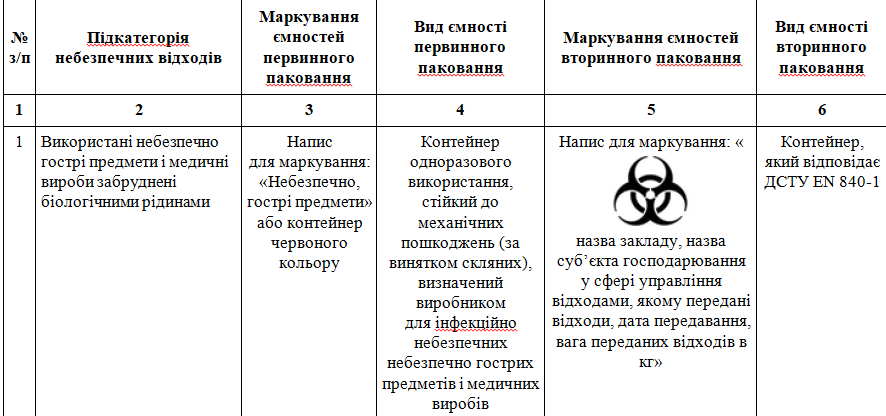 № з/п
Підкатегорія небезпечних відходів
Маркування ємностей первинного паковання
Вид ємності первинного паковання
Маркування ємностей вторинного паковання
Вид ємності вторинного паковання
1
2
3
4
5
6
1
Використані небезпечно
гострі предмети і медичні
вироби забруднені
біологічними рідинами
Напис
для маркування:
«Небезпечно,
гострі предмети»
або контейнер
червоного
кольору
Контейнер
одноразового
використання,
стійкий до
механічних
пошкоджень (за
винятком скляних),
визначений
виробником
для інфекційно
небезпечних
небезпечно гострих
предметів і медичних
виробів
Напис для маркування: «
назва закладу, назва
суб’єкта господарювання
у сфері управління
відходами, якому передані
відходи, дата передавання,
вага переданих відходів в
кг»
Контейнер,
який відповідає
ДСТУ EN 840-1